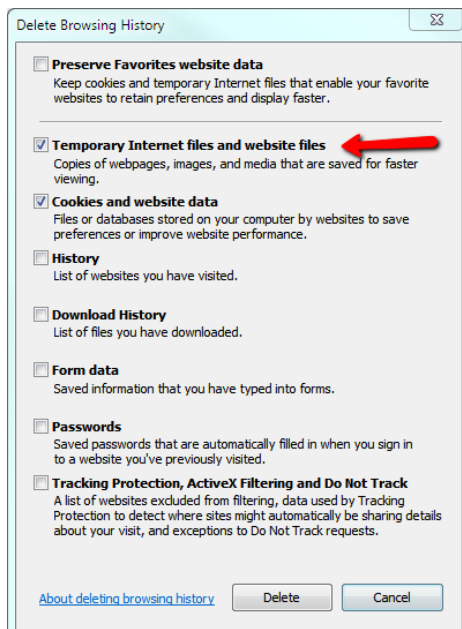 Delete Browsing History
Preserve Favorites website data
Keep cookies and temporary Internet files that enable your favorite
websites to retain preferences and display faster.
Temporary Internet files and website files
Copies of webpages, images, and media that are saved for faster
viewing.
Cookies and website data
Files or databases stored on your computer by websites to save
preferences or improve website performance.
History
List of websites you have visited.
Download History
List of files you have downloaded.
Form data
Saved information that you have typed into forms.
Passwords
Saved passwords that are automatically filled in when you sign in
to a website you've previously visited.
Tracking Protection, ActiveX Filtering and Do Not Track
A list of websites excluded from filtering, data used by Tracking
Protection to detect where sites might automatically be sharing details
about your visit, and exceptions to Do Not Track requests.
About deleting browsing history Delete Cancel